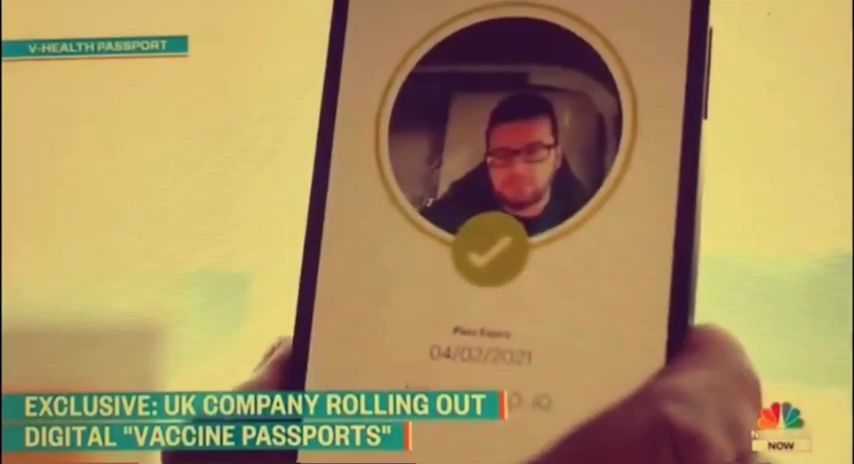 V-HEALTH PASSPORT
Pass Expiry
04/02/2021
EXCLUSIVE: UK COMPANY ROLLING OUT
DIGITAL "VACCINE PASSPORTS"
NOW